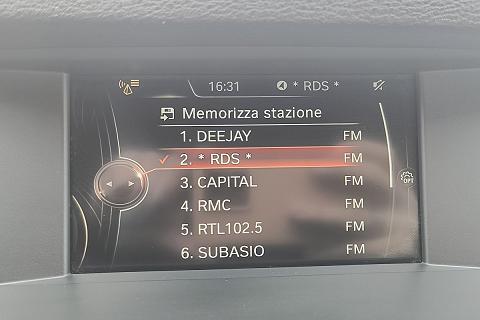 16:31 * RDS *
Memorizza stazione
1. DEEJAY FM
2. * RDS * FM
3. CAPITAL FM
4. RMC FM
5. RTL102.5 FM
6. SUBASIO FM
OPT